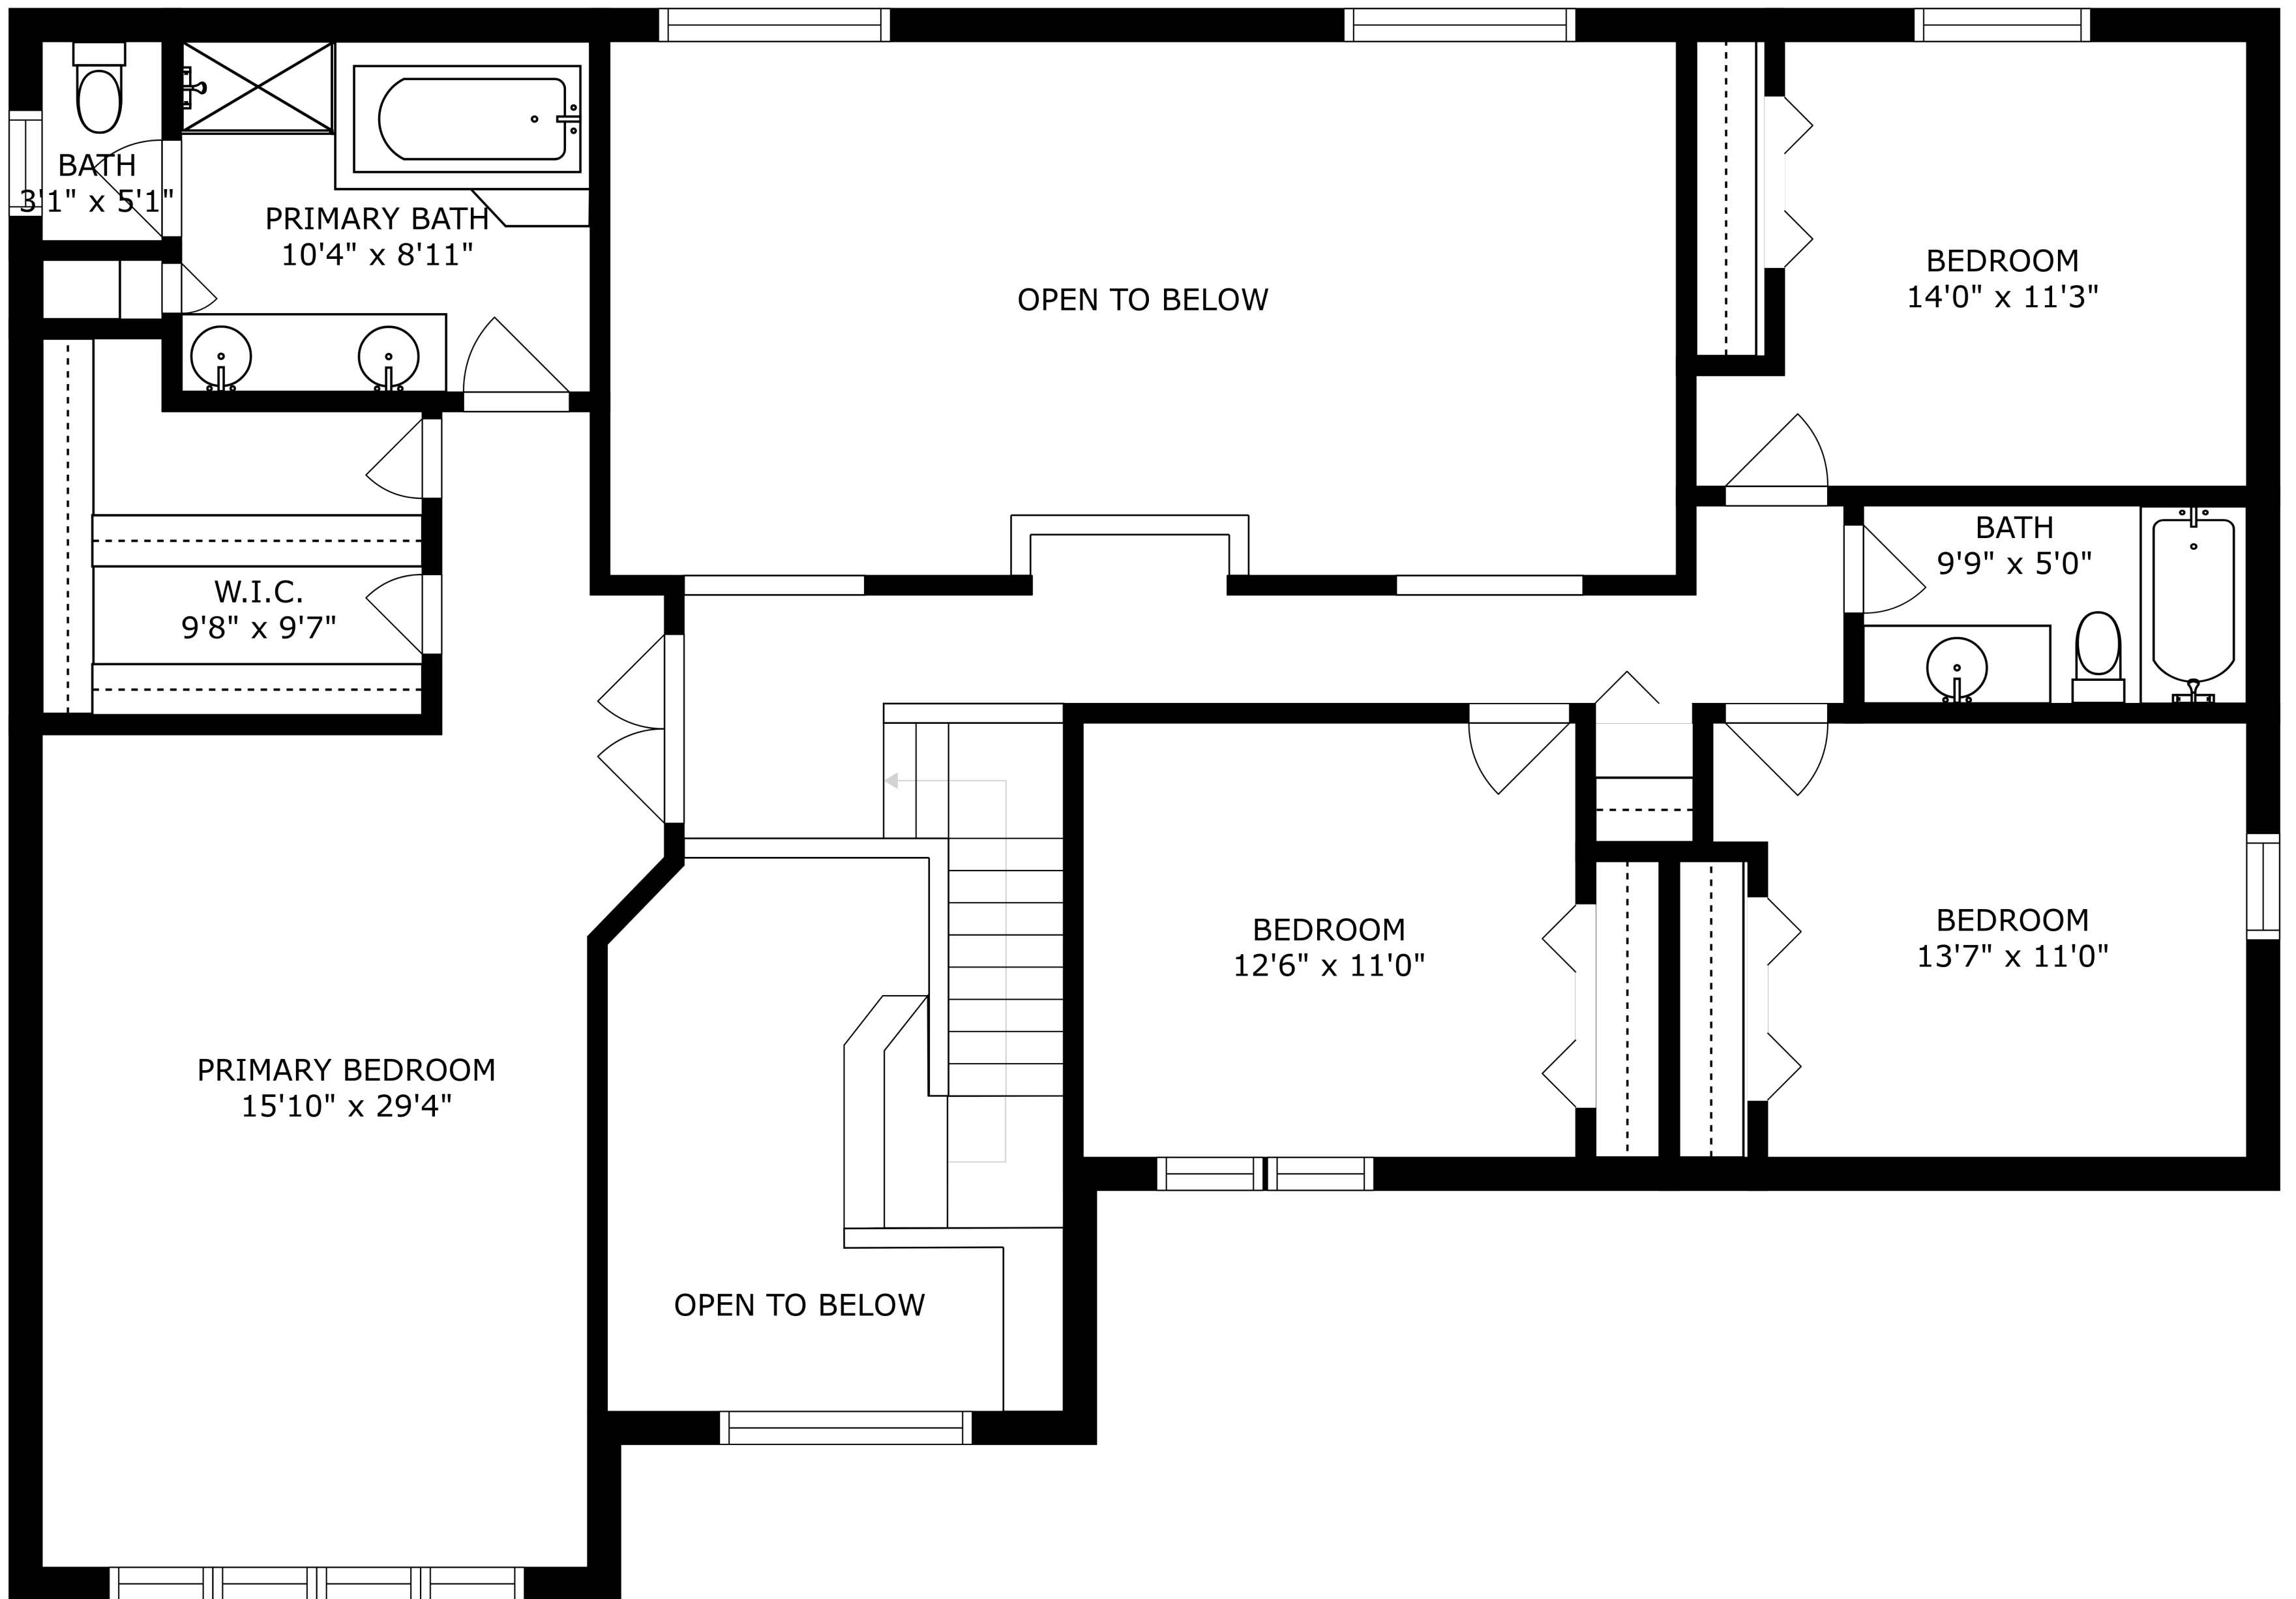 BATH
3'1" x 5'1"
PRIMARY BATH
10'4" x 8'11"
OPEN TO BELOW
BEDROOM
14'0" x 11'3"
BATH
9'9" x 5'0"
W.I.C.
9'8" x 9'7"
BEDROOM
12'6" x 11'0"
BEDROOM
13'7" x 11'0"
PRIMARY BEDROOM
15'10" x 29'4"
OPEN TO BELOW